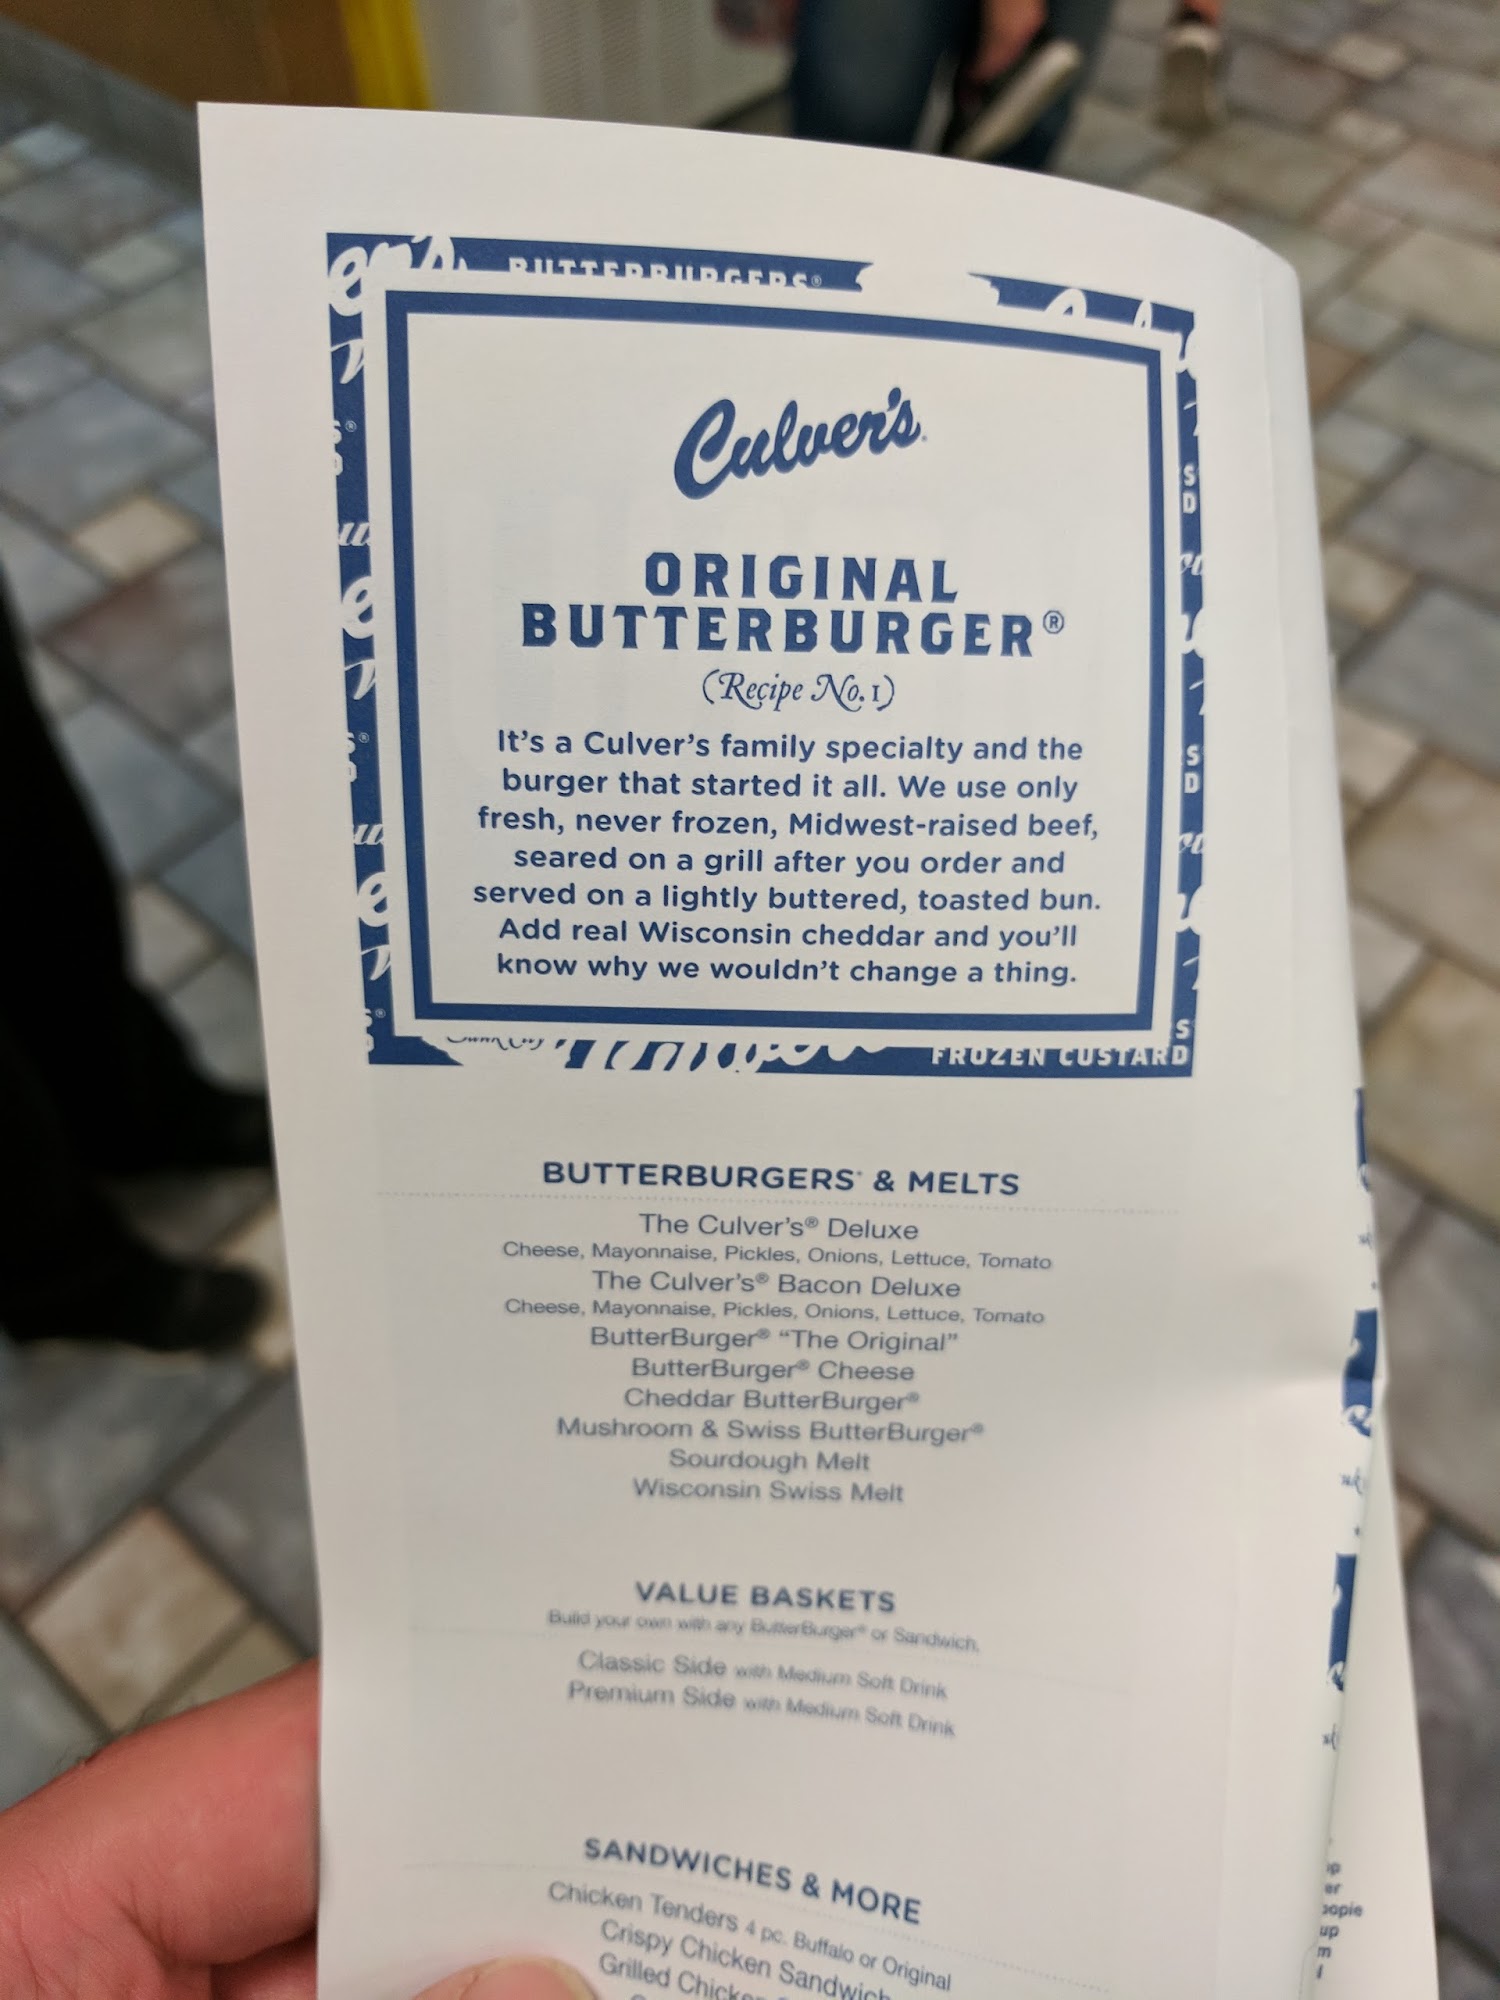 BUTTERBURGERS®
Culver's
ORIGINAL
BUTTERBURGER®
(Recipe No. 1)
It's a Culver's family specialty and the
burger that started it all. We use only
fresh, never frozen, Midwest-raised beef,
seared on a grill after you order and
served on a lightly buttered, toasted bun.
Add real Wisconsin cheddar and you'll
know why we wouldn't change a thing.
FROZEN CUSTARD
BUTTERBURGERS® & MELTS
The Culver's® Deluxe
Cheese, Mayonnaise, Pickles, Onions, Lettuce, Tomato
The Culver's® Bacon Deluxe
Cheese, Mayonnaise, Pickles, Onions, Lettuce, Tomato
ButterBurger® "The Original"
ButterBurger® Cheese
Cheddar ButterBurger®
Mushroom & Swiss ButterBurger®
Sourdough Melt
Wisconsin Swiss Melt
VALUE BASKETS
Build your own with any ButterBurger® or Sandwich.
Classic Side with Medium Soft Drink
Premium Side with Medium Soft Drink
SANDWICHES & MORE
Chicken Tenders 4 pc. Buffalo or Original
Crispy Chicken Sandwich
Grilled Chicken